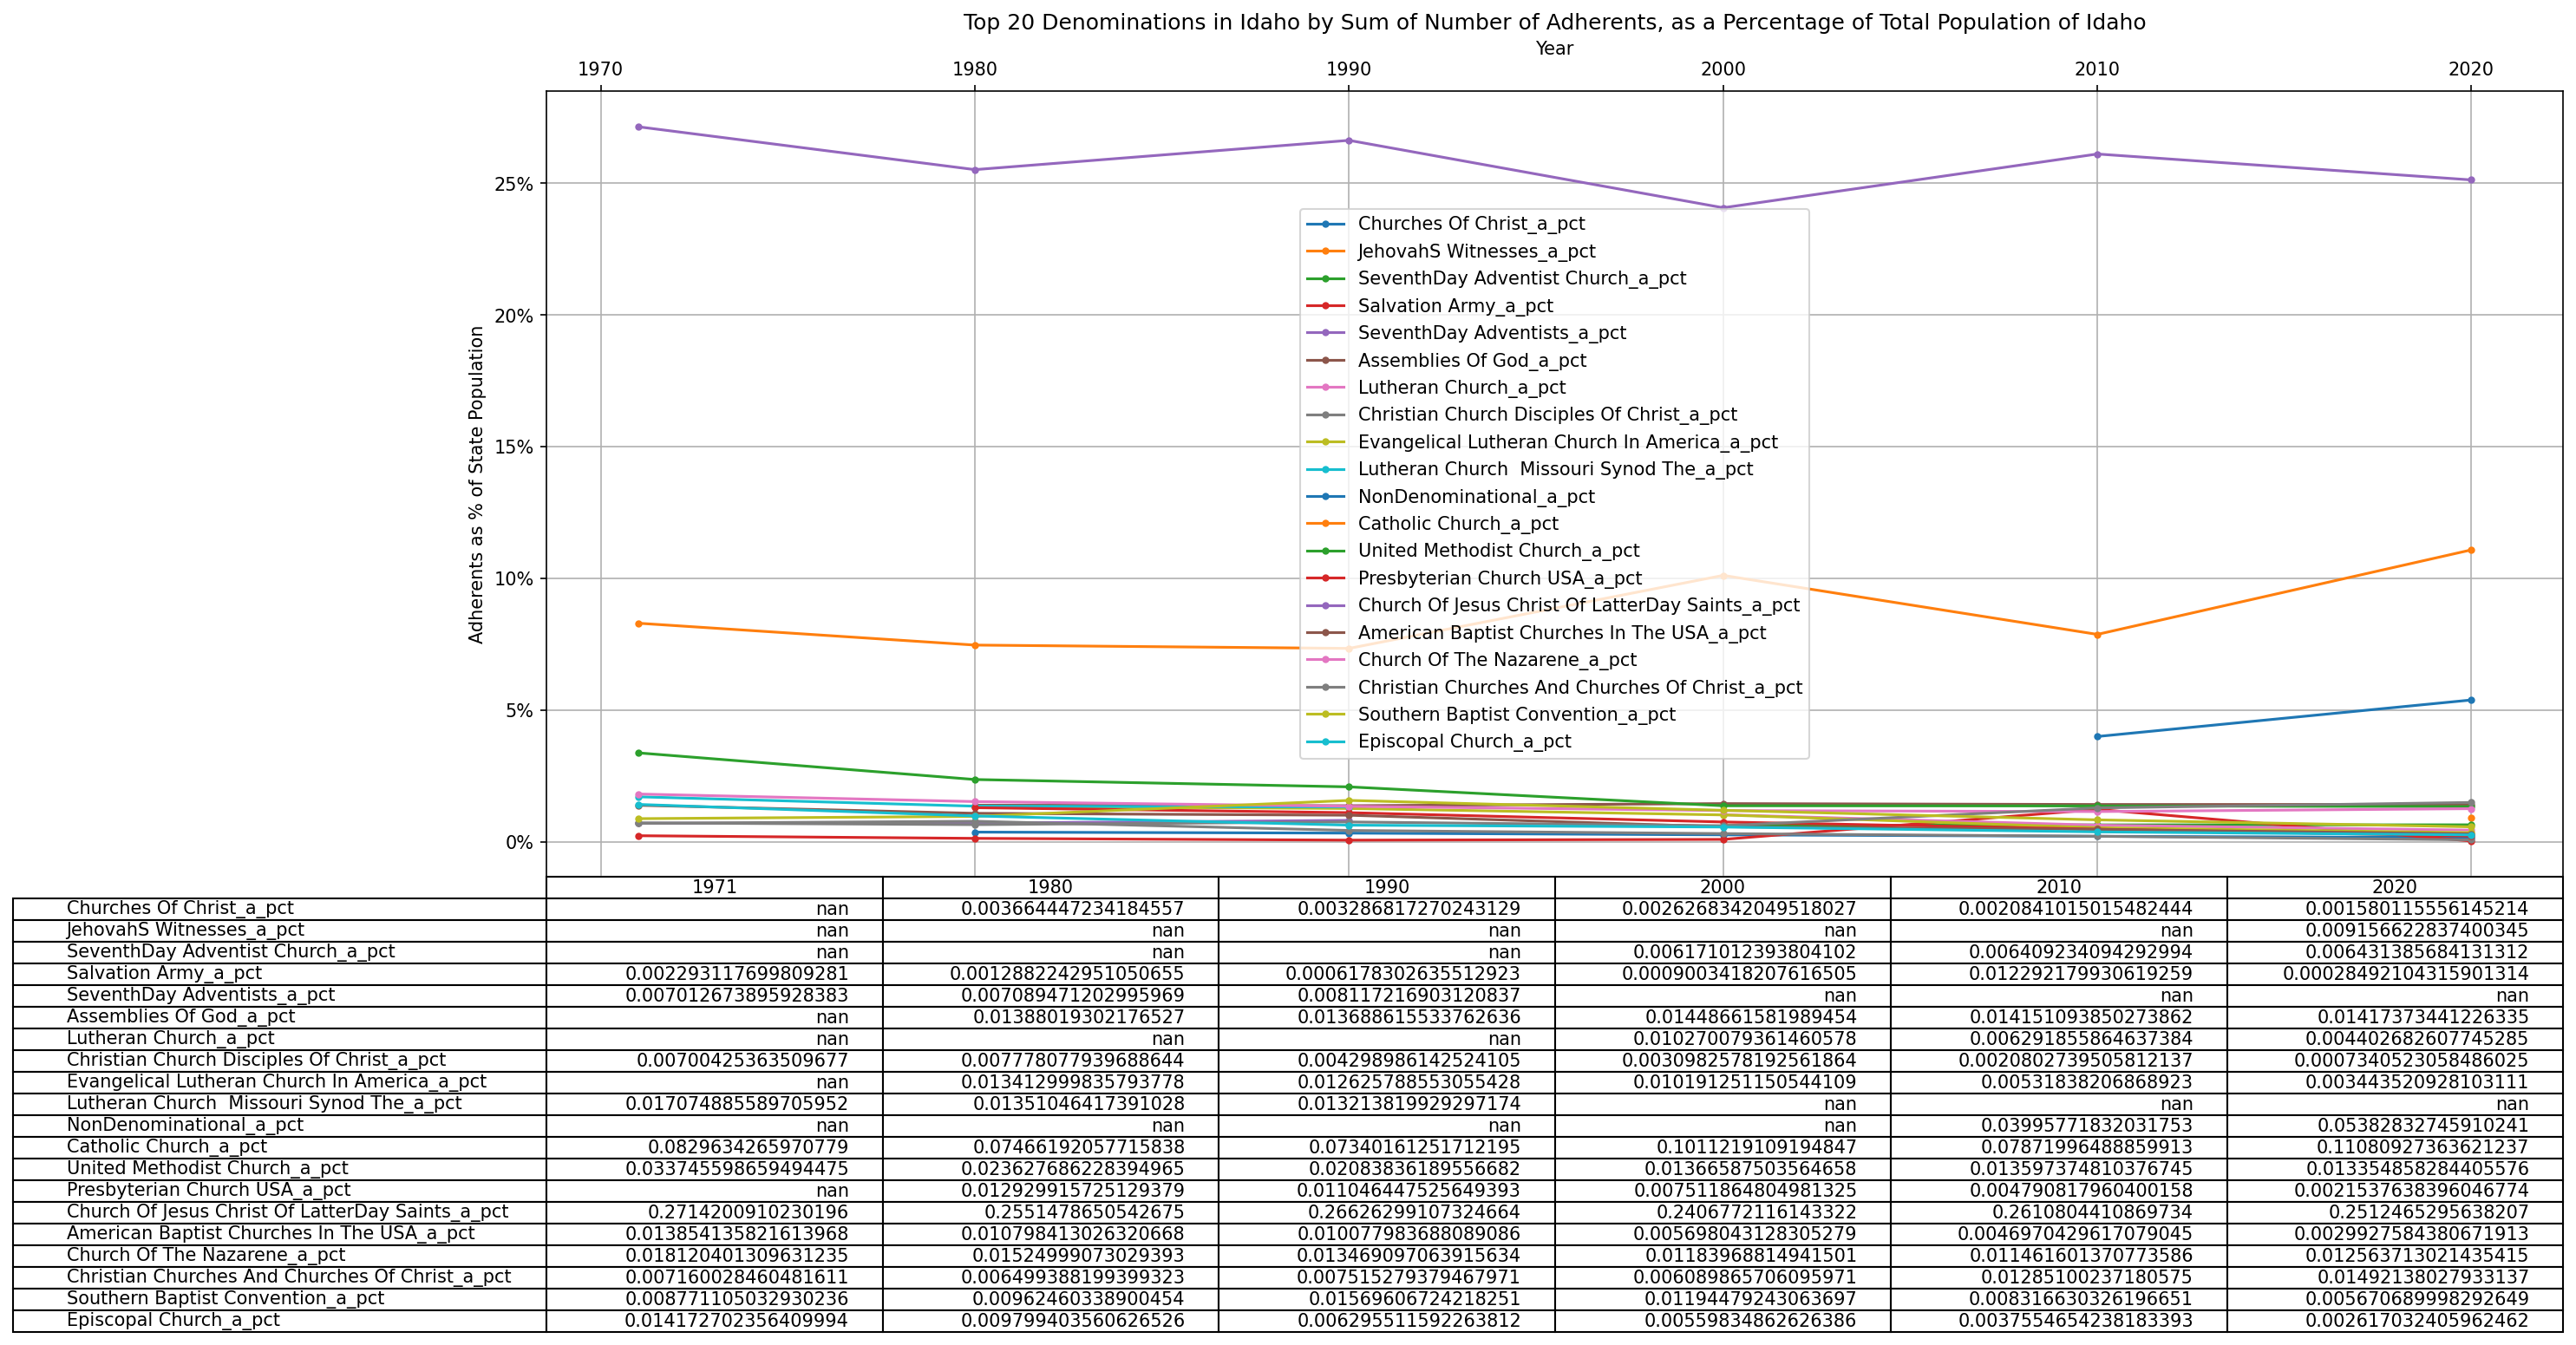 Top 20 Denominations in Idaho by Sum of Number of Adherents, as a Percentage of Total Population of Idaho
Year
1970 1980 1990 2000 2010 2020
25%
20%
15%
10%
5%
0%
Adherents as % of State Population
Churches Of Christ_a_pct
JehovahS Witnesses_a_pct
SeventhDay Adventist Church_a_pct
Salvation Army_a_pct
SeventhDay Adventists_a_pct
Assemblies Of God_a_pct
Lutheran Church_a_pct
Christian Church Disciples Of Christ_a_pct
Evangelical Lutheran Church In America_a_pct
Lutheran Church  Missouri Synod The_a_pct
NonDenominational_a_pct
Catholic Church_a_pct
United Methodist Church_a_pct
Presbyterian Church USA_a_pct
Church Of Jesus Christ Of LatterDay Saints_a_pct
American Baptist Churches In The USA_a_pct
Church Of The Nazarene_a_pct
Christian Churches And Churches Of Christ_a_pct
Southern Baptist Convention_a_pct
Episcopal Church_a_pct
1971 1980 1990 2000 2010 2020
Churches Of Christ_a_pct nan 0.003664447234184557 0.003286817270243129 0.0026268342049518027 0.0020841015015482444 0.001580115556145214
JehovahS Witnesses_a_pct nan nan nan nan nan 0.009156622837400345
SeventhDay Adventist Church_a_pct nan nan nan 0.006171012393804102 0.006409234094292994 0.006431385684131312
Salvation Army_a_pct 0.002293117699809281 0.0012882242951050655 0.0006178302635512923 0.0009003418207616505 0.012292179930619259 0.00028492104315901314
SeventhDay Adventists_a_pct 0.007012673895928383 0.007089471202995969 0.008117216903120837 nan nan nan
Assemblies Of God_a_pct nan 0.01388019302176527 0.013688615533762636 0.01448661581989454 0.014151093850273862 0.01417373441226335
Lutheran Church_a_pct nan nan nan 0.010270079361460578 0.006291855864637384 0.004402682607745285
Christian Church Disciples Of Christ_a_pct 0.00700425363509677 0.007778077939688644 0.004298986142524105 0.0030982578192561864 0.0020802739505812137 0.0007340523058486025
Evangelical Lutheran Church In America_a_pct nan 0.013412999835793778 0.012625788553055428 0.010191251150544109 0.00531838206868923 0.003443520928103111
Lutheran Church  Missouri Synod The_a_pct 0.017074885589705952 0.01351046417391028 0.013213819929297174 nan nan nan
NonDenominational_a_pct nan nan nan nan 0.03995771832031753 0.05382832745910241
Catholic Church_a_pct 0.0829634265970779 0.07466192057715838 0.07340161251712195 0.1011219109194847 0.07871996488859913 0.11080927363621237
United Methodist Church_a_pct 0.033745598659494475 0.023627686228394965 0.02083836189556682 0.01366587503564658 0.013597374810376745 0.013354858284405576
Presbyterian Church USA_a_pct nan 0.012929915725129379 0.011046447525649393 0.007511864804981325 0.004790817960400158 0.0021537638396046774
Church Of Jesus Christ Of LatterDay Saints_a_pct 0.2714200910230196 0.2551478650542675 0.26626299107324664 0.2406772116143322 0.2610804410869734 0.2512465295638207
American Baptist Churches In The USA_a_pct 0.013854135821613968 0.010798413026320668 0.010077983688089086 0.005698043128305279 0.0046970429617079045 0.0029927584380671913
Church Of The Nazarene_a_pct 0.018120401309631235 0.01524999073029393 0.013469097063915634 0.01183968814941501 0.011461601370773586 0.012563713021435415
Christian Churches And Churches Of Christ_a_pct 0.007160028460481611 0.006499388199399323 0.007515279379467971 0.006089865706095971 0.01285100237180575 0.01492138027933137
Southern Baptist Convention_a_pct 0.008771105032930236 0.00962460338900454 0.01569606724218251 0.01194479243063697 0.008316630326196651 0.005670689998292649
Episcopal Church_a_pct 0.014172702356409994 0.009799403560626526 0.006295511592263812 0.00559834862626386 0.0037554654238183393 0.002617032405962462